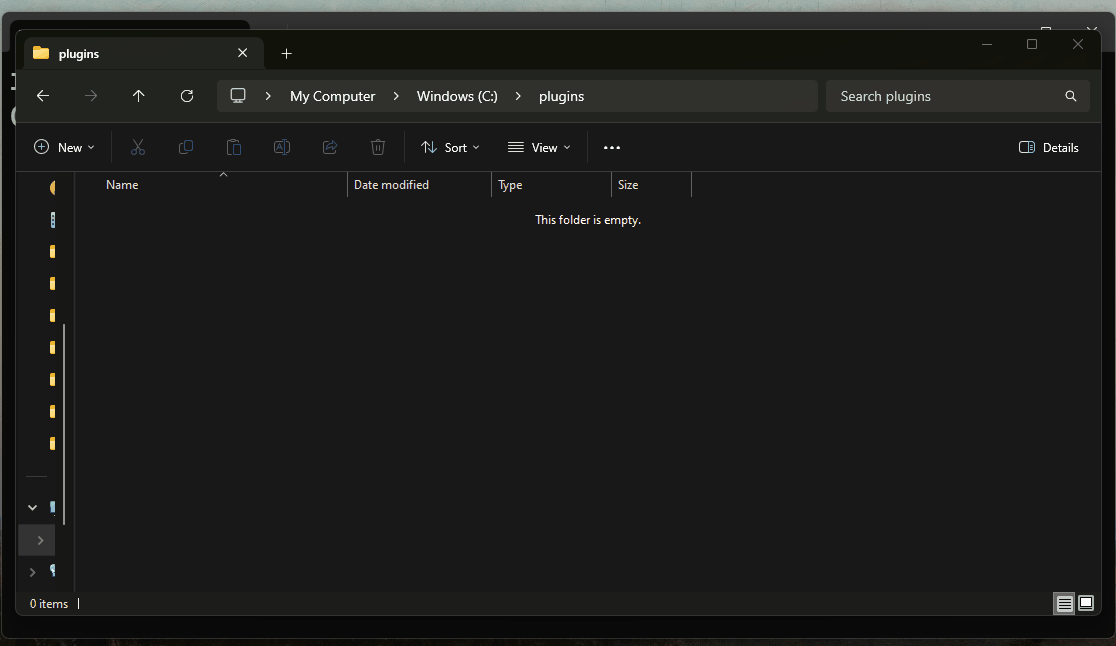 plugins
My Computer > Windows (C:) > plugins
Search plugins
New
Sort
View
Details
Name Date modified Type Size
This folder is empty.
0 items